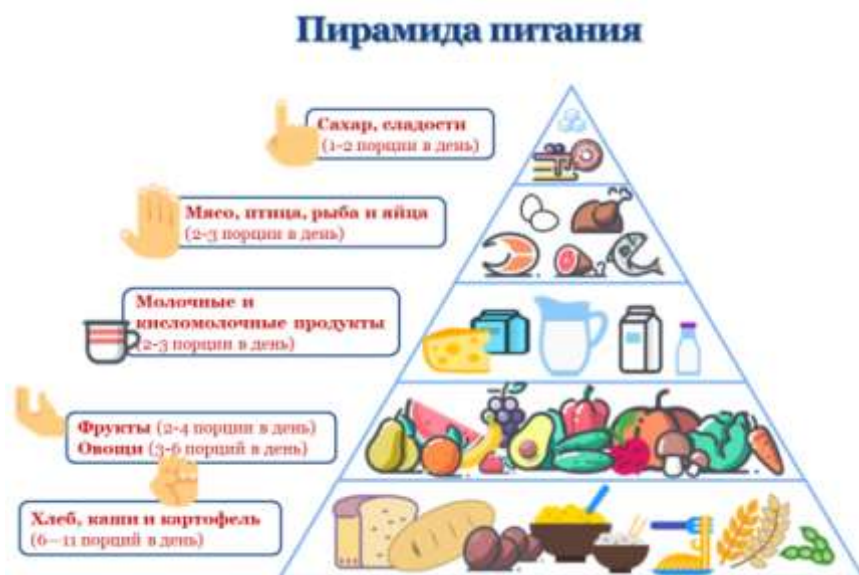 Пирамида питания
Сахар, сладости
(1-2 порции в день)
Мясо, птица, рыба и яйца
(2-3 порции в день)
Молочные и
кисломолочные продукты
(2-3 порции в день)
Фрукты (2-4 порции в день)
Овощи (3-6 порций в день)
Хлеб, каши и картофель
(6—11 порций в день)